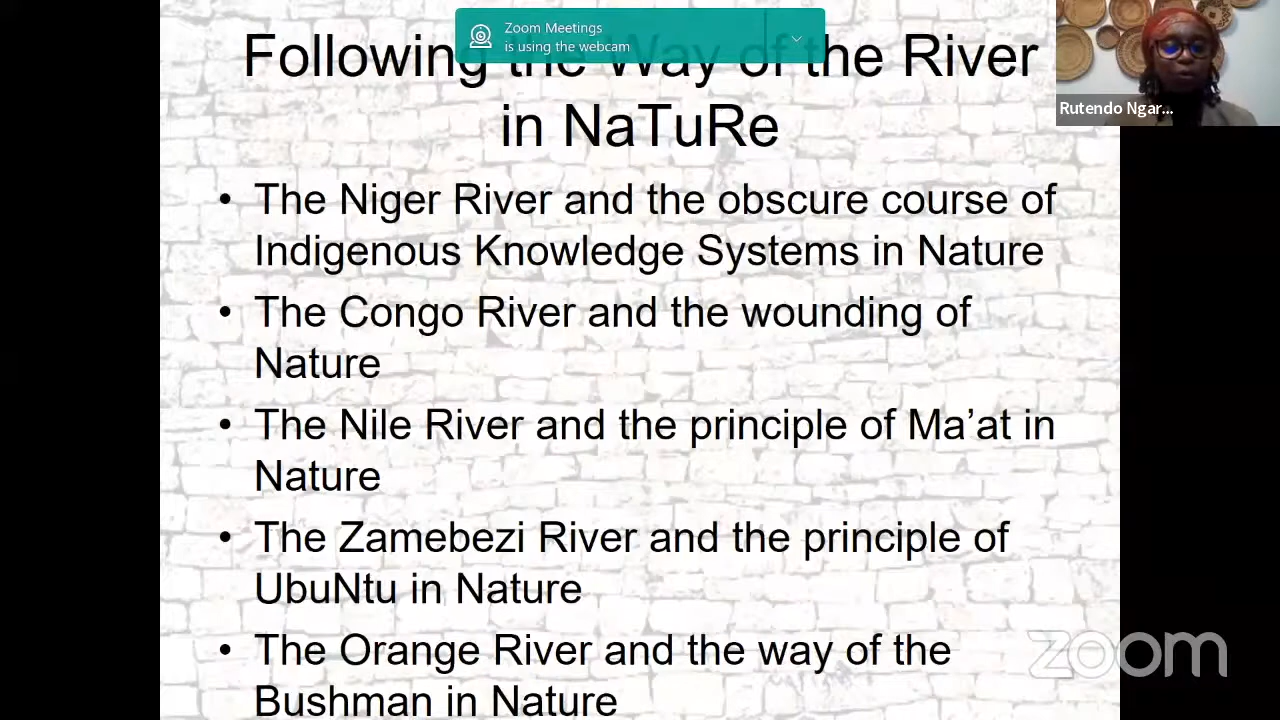 Zoom Meetings
is using the webcam
Following the Way of the River
in NaTuRe
Rutendo Ngar...
• The Niger River and the obscure course of
Indigenous Knowledge Systems in Nature
• The Congo River and the wounding of
Nature
• The Nile River and the principle of Ma’at in
Nature
• The Zamebezi River and the principle of
UbuNtu in Nature
• The Orange River and the way of the
Bushman in Nature
zoom